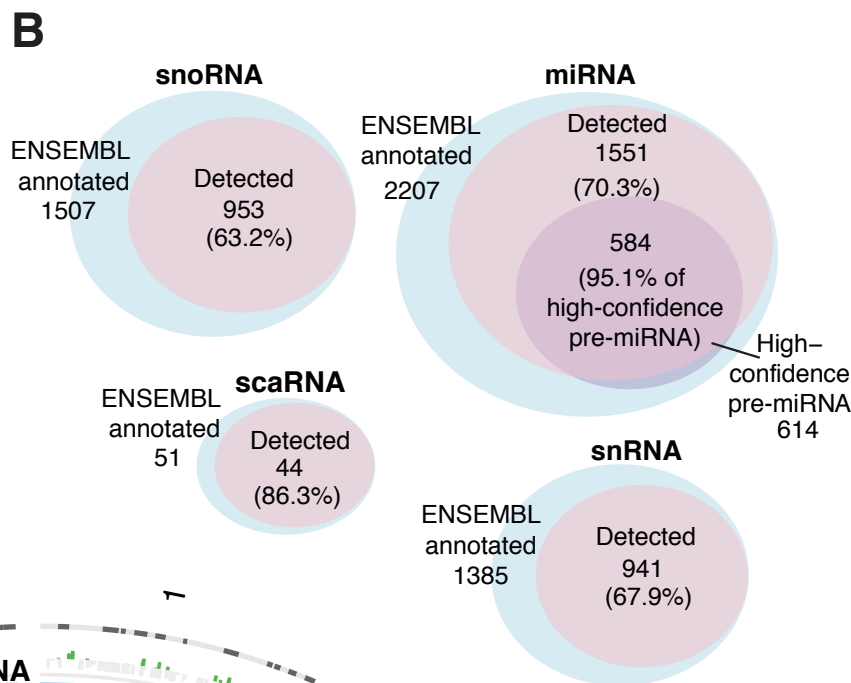 B
snoRNA
ENSEMBL
annotated
1507
Detected
953
(63.2%)
miRNA
ENSEMBL
annotated
2207
Detected
1551
(70.3%)
584
(95.1% of
high-confidence
pre-miRNA)
High−
confidence
pre-miRNA
614
scaRNA
ENSEMBL
annotated
51
Detected
44
(86.3%)
snRNA
ENSEMBL
annotated
1385
Detected
941
(67.9%)
1
NA